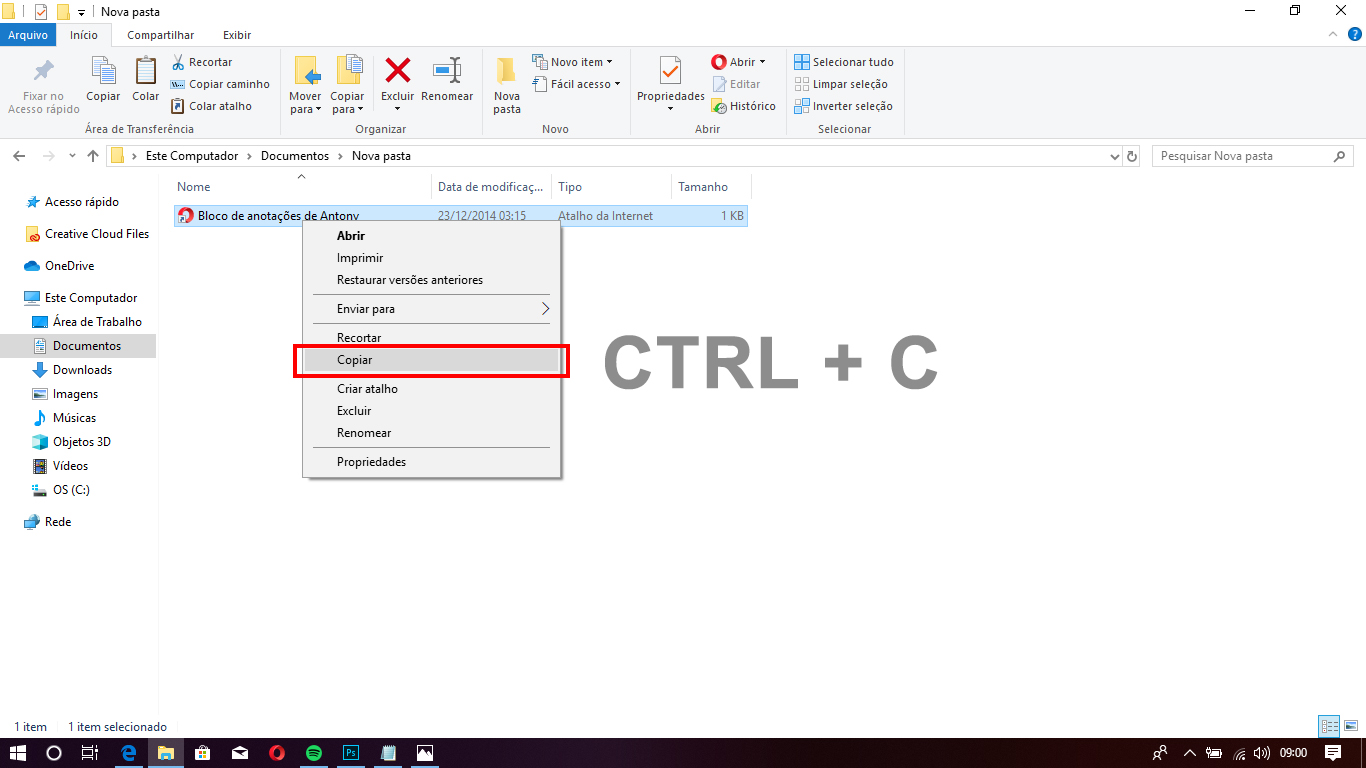 Nova pasta
Arquivo Início Compartilhar Exibir
Fixar no Acesso rápido
Copiar
Colar
Recortar
Copiar caminho
Colar atalho
Área de Transferência
Mover para
Copiar para
Excluir
Renomear
Organizar
Nova pasta
Novo item
Fácil acesso
Novo
Propriedades
Abrir
Editar
Histórico
Abrir
Selecionar tudo
Limpar seleção
Inverter seleção
Selecionar
Este Computador > Documentos > Nova pasta
Pesquisar Nova pasta
Nome Data de modificaç... Tipo Tamanho
Bloco de anotações de Antony 23/12/2014 03:15 Atalho da Internet 1 KB
Acesso rápido
Creative Cloud Files
OneDrive
Este Computador
Área de Trabalho
Documentos
Downloads
Imagens
Músicas
Objetos 3D
Vídeos
OS (C:)
Rede
Abrir
Imprimir
Restaurar versões anteriores
Enviar para
Recortar
Copiar
Criar atalho
Excluir
Renomear
Propriedades
CTRL + C
1 item 1 item selecionado
Ps
09:00